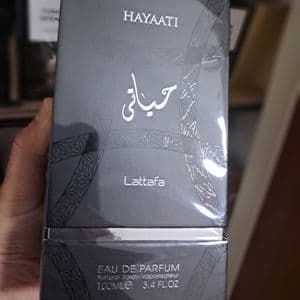 HAYAATI
حياتي
Lattafa
EAU DE PARFUM
Natural Spray-Vaporisateur
100ML℮ 3.4 FL.OZ